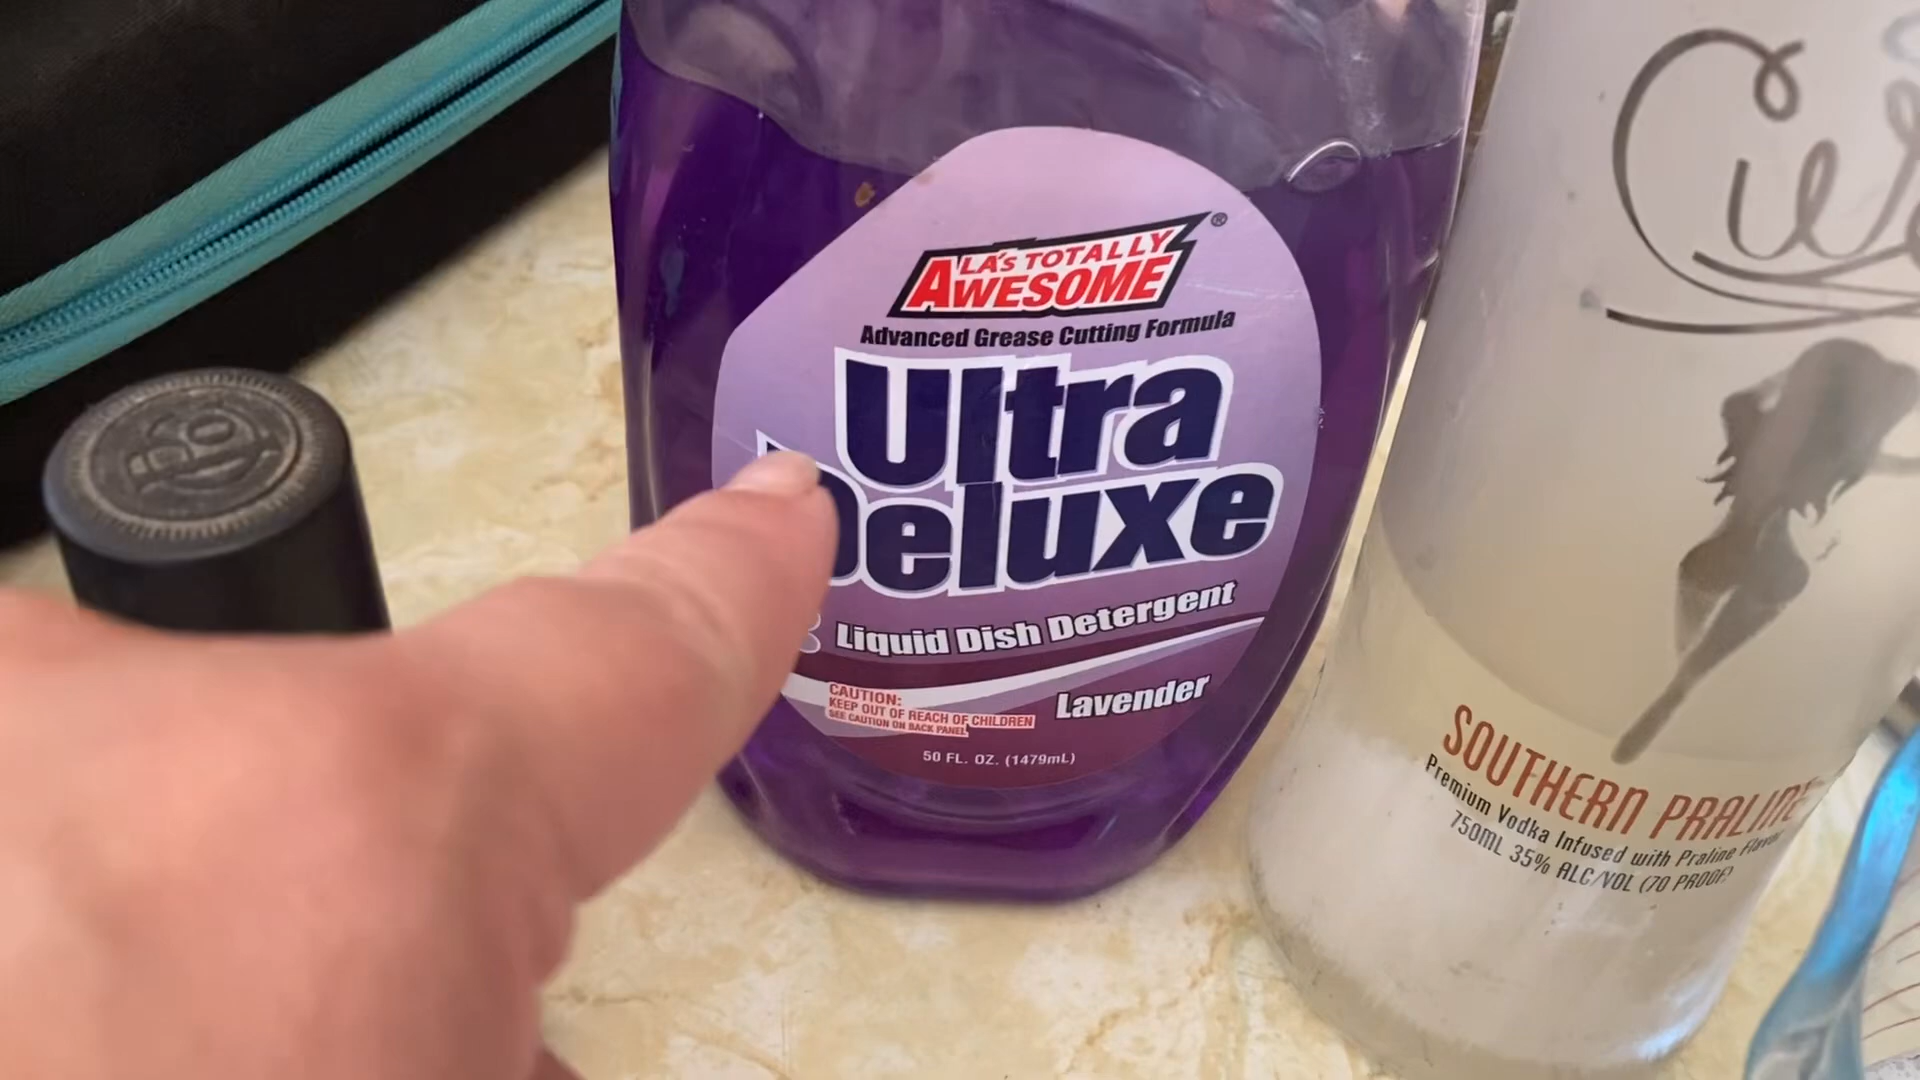 LA's TOTALLY
AWESOME®
Advanced Grease Cutting Formula
Ultra
Deluxe
Liquid Dish Detergent
CAUTION:
KEEP OUT OF REACH OF CHILDREN
SEE CAUTION ON BACK PANEL
Lavender
50 FL. OZ. (1479mL)
SOUTHERN PRALINE
Premium Vodka Infused with Praline Flavor
750ML 35% ALC/VOL (70 PROOF)